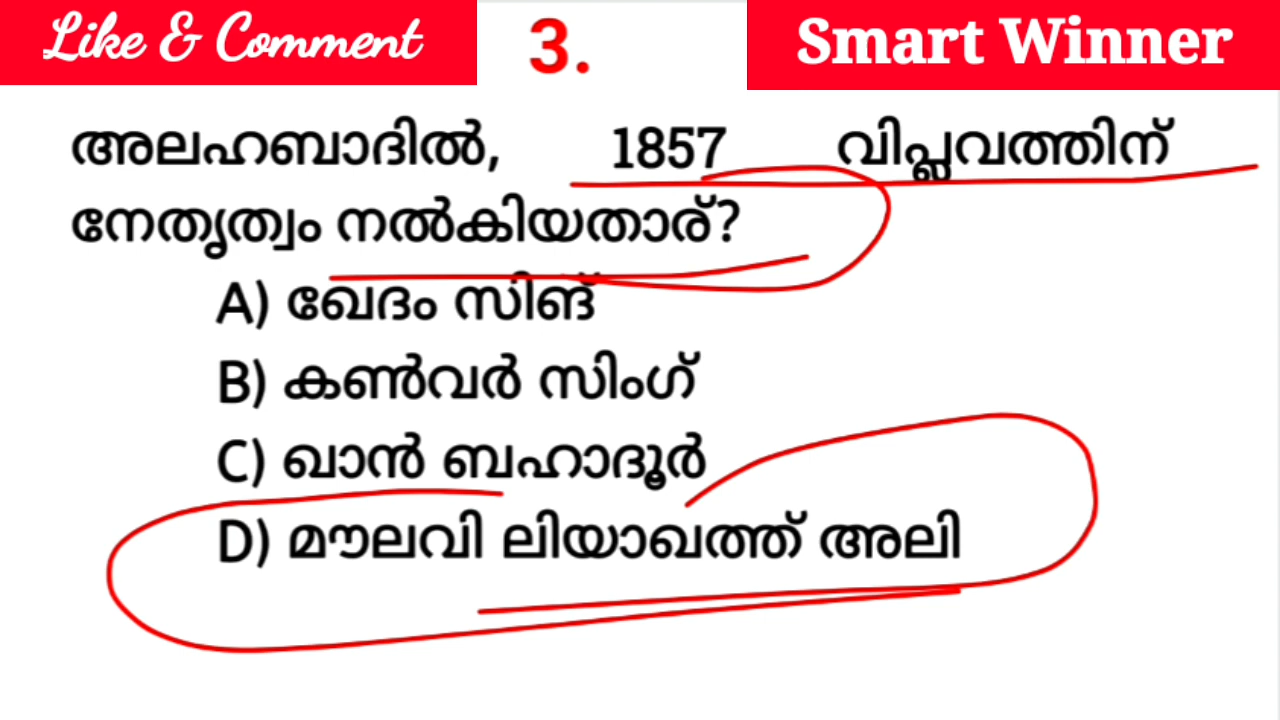 Like & Comment
3.
Smart Winner
അലഹബാദിൽ, 1857 വിപ്ലവത്തിന്
നേതൃത്വം നൽകിയതാര്?
A) ഖേദം സിങ്
B) കൺവർ സിംഗ്
C) ഖാൻ ബഹാദൂർ
D) മൗലവി ലിയാഖത്ത് അലി